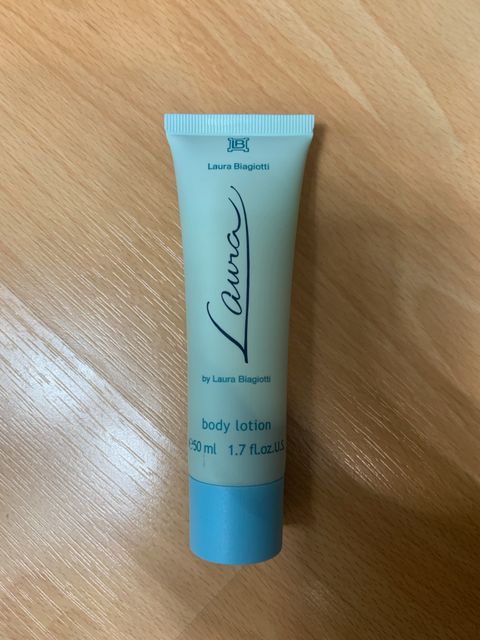 LB
Laura Biagiotti
Laura
by Laura Biagiotti
body lotion
℮50 ml 1.7 fl.oz.U.S.